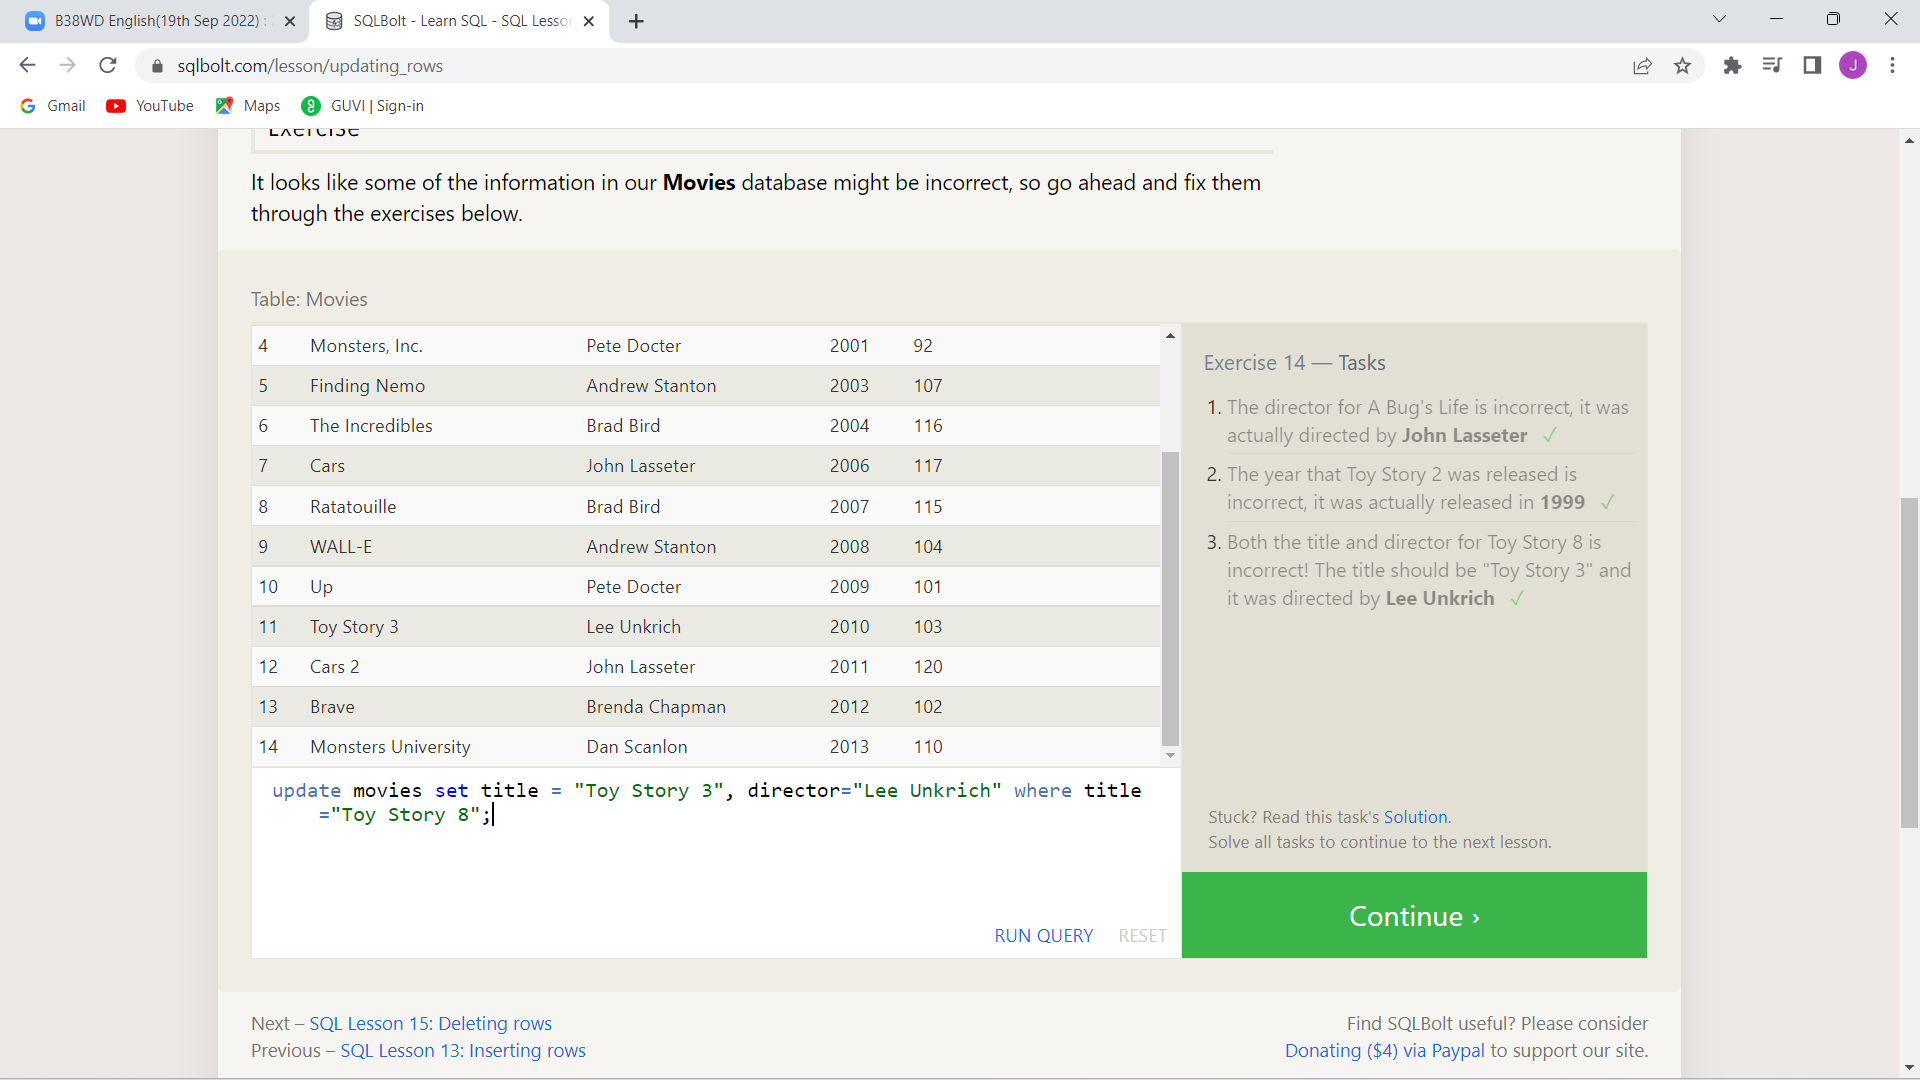 B38WD English(19th Sep 2022) :
SQLBolt - Learn SQL - SQL Lesso
sqlbolt.com/lesson/updating_rows
J
Gmail
YouTube
Maps
GUVI | Sign-in
Exercise
It looks like some of the information in our Movies database might be incorrect, so go ahead and fix them
through the exercises below.
Table: Movies
4 Monsters, Inc. Pete Docter 2001 92
5 Finding Nemo Andrew Stanton 2003 107
6 The Incredibles Brad Bird 2004 116
7 Cars John Lasseter 2006 117
8 Ratatouille Brad Bird 2007 115
9 WALL-E Andrew Stanton 2008 104
10 Up Pete Docter 2009 101
11 Toy Story 3 Lee Unkrich 2010 103
12 Cars 2 John Lasseter 2011 120
13 Brave Brenda Chapman 2012 102
14 Monsters University Dan Scanlon 2013 110
update movies set title = "Toy Story 3", director="Lee Unkrich" where title
="Toy Story 8";
RUN QUERY RESET
Exercise 14 — Tasks
1. The director for A Bug's Life is incorrect, it was
actually directed by John Lasseter ✓
2. The year that Toy Story 2 was released is
incorrect, it was actually released in 1999 ✓
3. Both the title and director for Toy Story 8 is
incorrect! The title should be "Toy Story 3" and
it was directed by Lee Unkrich ✓
Stuck? Read this task's Solution.
Solve all tasks to continue to the next lesson.
Continue ›
Next – SQL Lesson 15: Deleting rows
Previous – SQL Lesson 13: Inserting rows
Find SQLBolt useful? Please consider
Donating ($4) via Paypal to support our site.